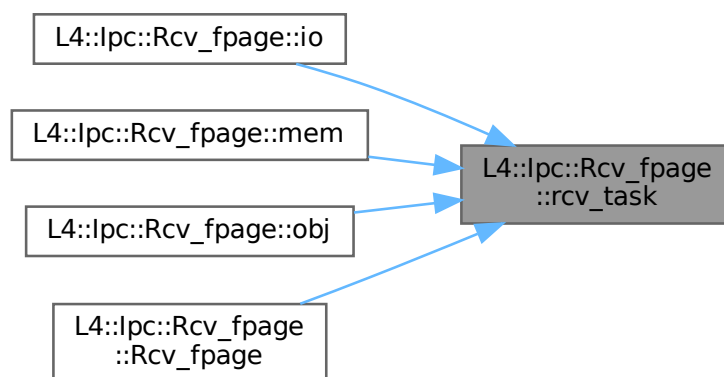 L4::Ipc::Rcv_fpage::io
L4::Ipc::Rcv_fpage::mem
L4::Ipc::Rcv_fpage::obj
L4::Ipc::Rcv_fpage
::Rcv_fpage
L4::Ipc::Rcv_fpage
::rcv_task